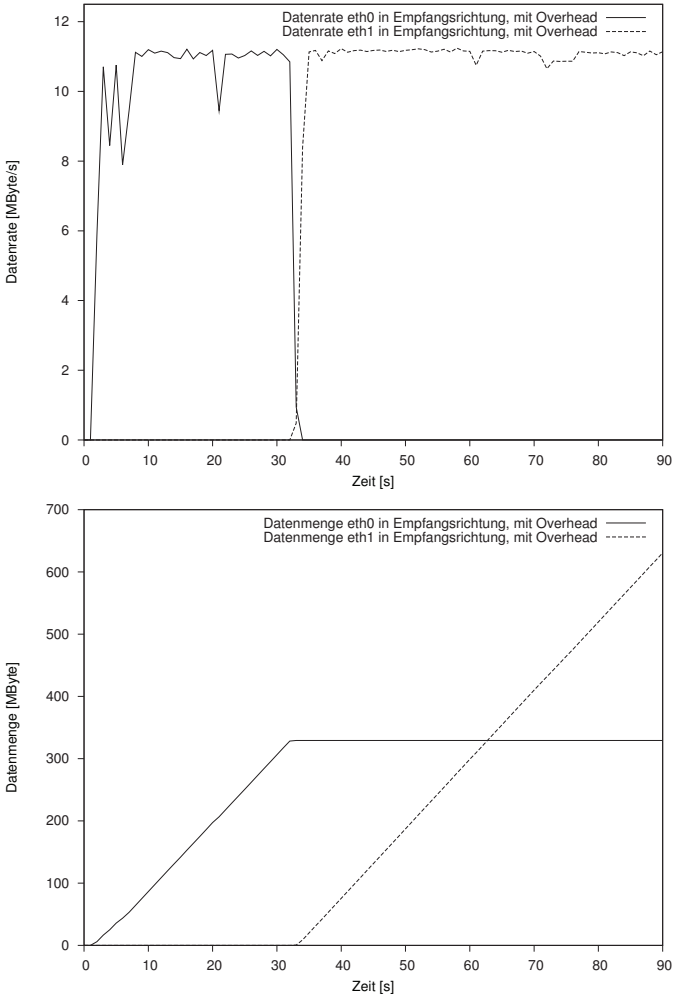 Datenrate eth0 in Empfangsrichtung, mit Overhead
Datenrate eth1 in Empfangsrichtung, mit Overhead
12
10
8
6
4
2
0
Datenrate [MByte/s]
0 10 20 30 40 50 60 70 80 90
Zeit [s]
Datenmenge eth0 in Empfangsrichtung, mit Overhead
Datenmenge eth1 in Empfangsrichtung, mit Overhead
700
600
500
400
300
200
100
0
Datenmenge [MByte]
0 10 20 30 40 50 60 70 80 90
Zeit [s]